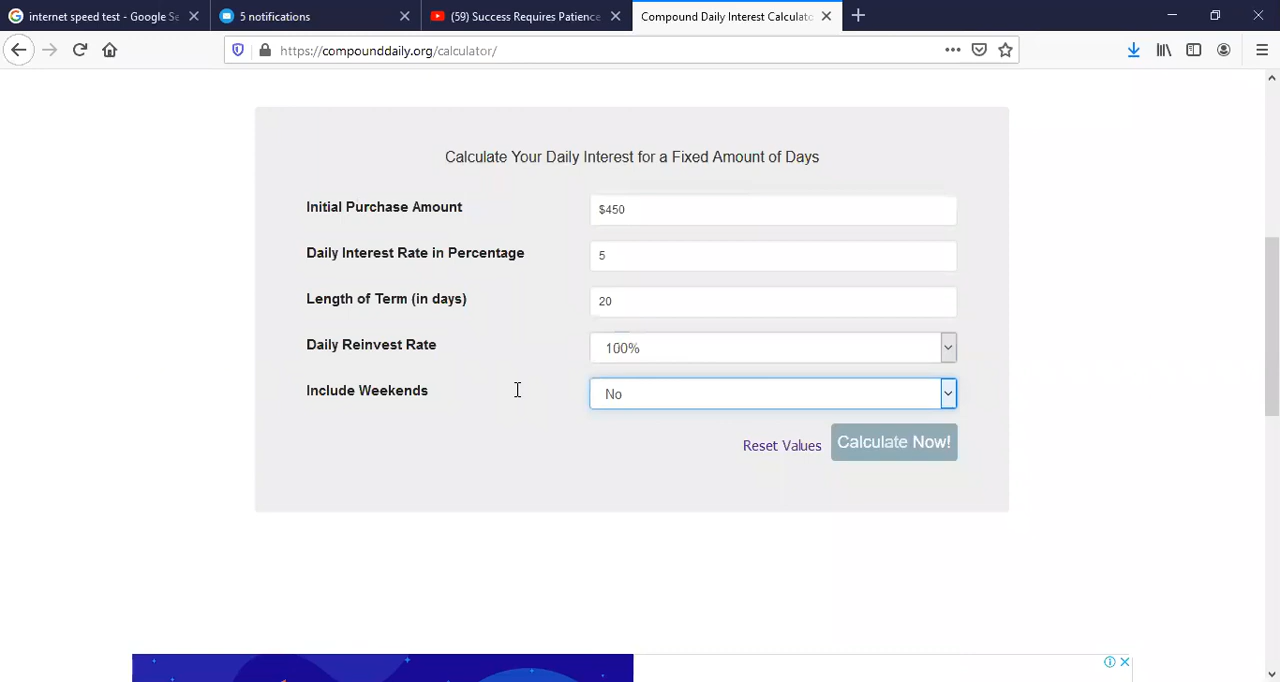 internet speed test - Google Se
5 notifications
(59) Success Requires Patience
Compound Daily Interest Calculato
https://compounddaily.org/calculator/
Calculate Your Daily Interest for a Fixed Amount of Days
Initial Purchase Amount
$450
Daily Interest Rate in Percentage
5
Length of Term (in days)
20
Daily Reinvest Rate
100%
Include Weekends
No
Reset Values
Calculate Now!